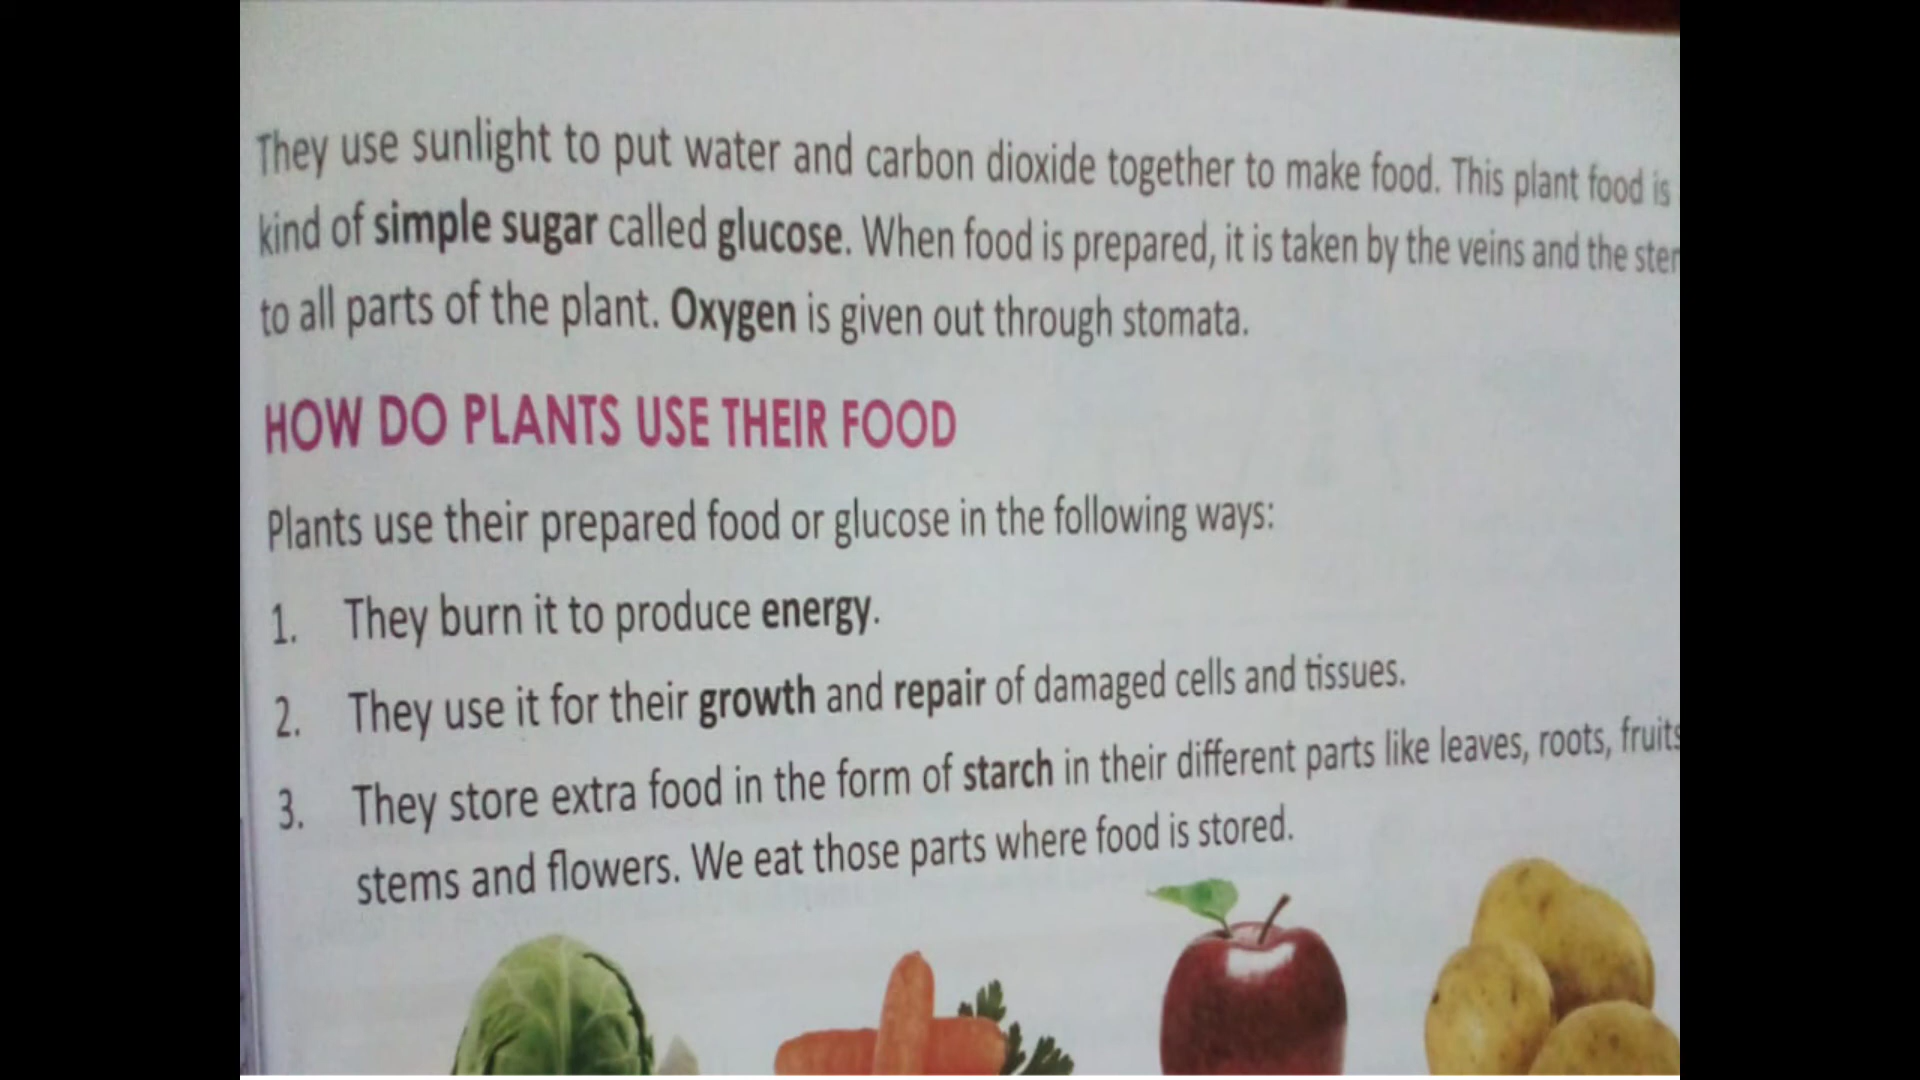 They use sunlight to put water and carbon dioxide together to make food. This plant food is
kind of simple sugar called glucose. When food is prepared, it is taken by the veins and the
to all parts of the plant. Oxygen is given out through stomata.
HOW DO PLANTS USE THEIR FOOD
Plants use their prepared food or glucose in the following ways:
1. They burn it to produce energy.
2. They use it for their growth and repair of damaged cells and tissues.
3. They store extra food in the form of starch in their different parts like leaves, roots, fruits
stems and flowers. We eat those parts where food is stored.